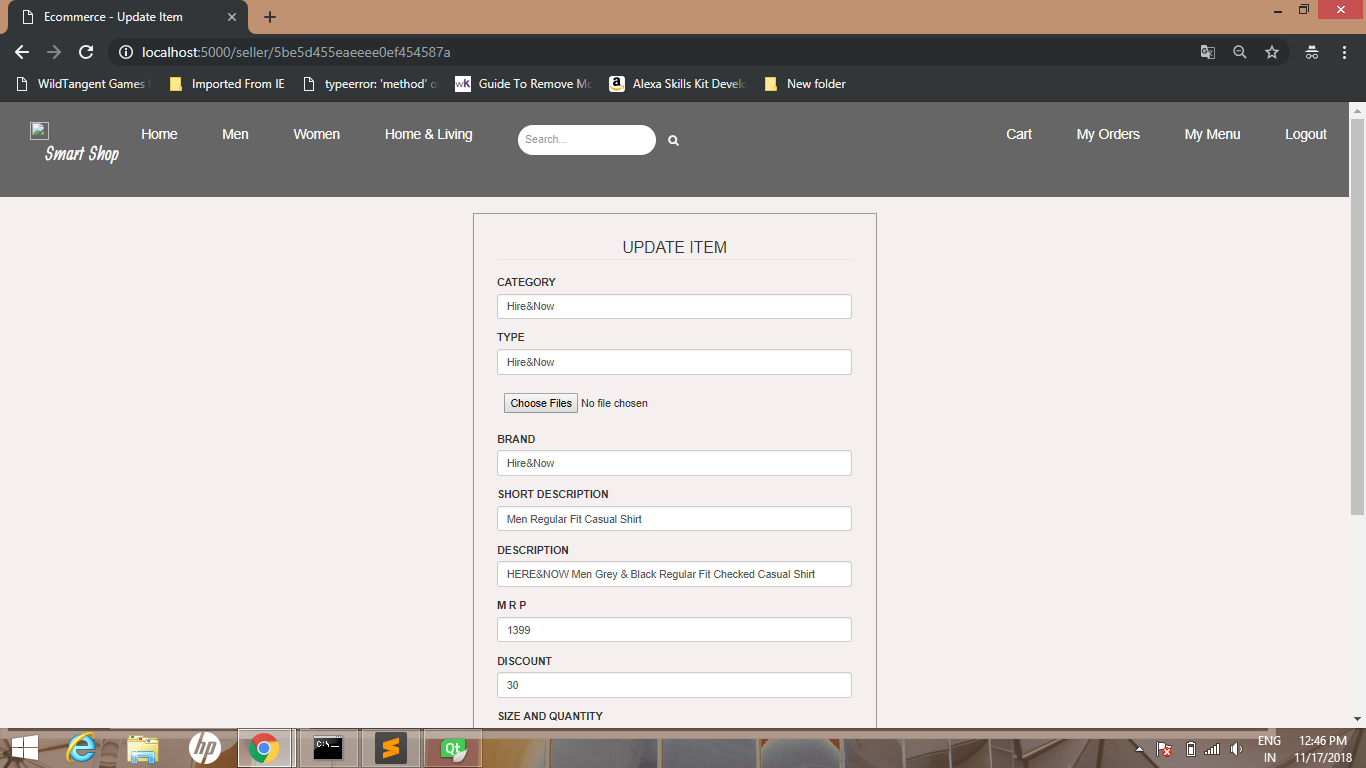 Ecommerce - Update Item
localhost:5000/seller/5be5d455eaeeee0ef454587a
WildTangent Games
Imported From IE
typeerror: 'method' o
wk Guide To Remove Mo
a Alexa Skills Kit Develo
New folder
Smart Shop
Home
Men
Women
Home & Living
Search...
Cart
My Orders
My Menu
Logout
UPDATE ITEM
CATEGORY
Hire&Now
TYPE
Hire&Now
Choose Files No file chosen
BRAND
Hire&Now
SHORT DESCRIPTION
Men Regular Fit Casual Shirt
DESCRIPTION
HERE&NOW Men Grey & Black Regular Fit Checked Casual Shirt
M R P
1399
DISCOUNT
30
SIZE AND QUANTITY
hp
C:\_
Qt
ENG
IN
12:46 PM
11/17/2018